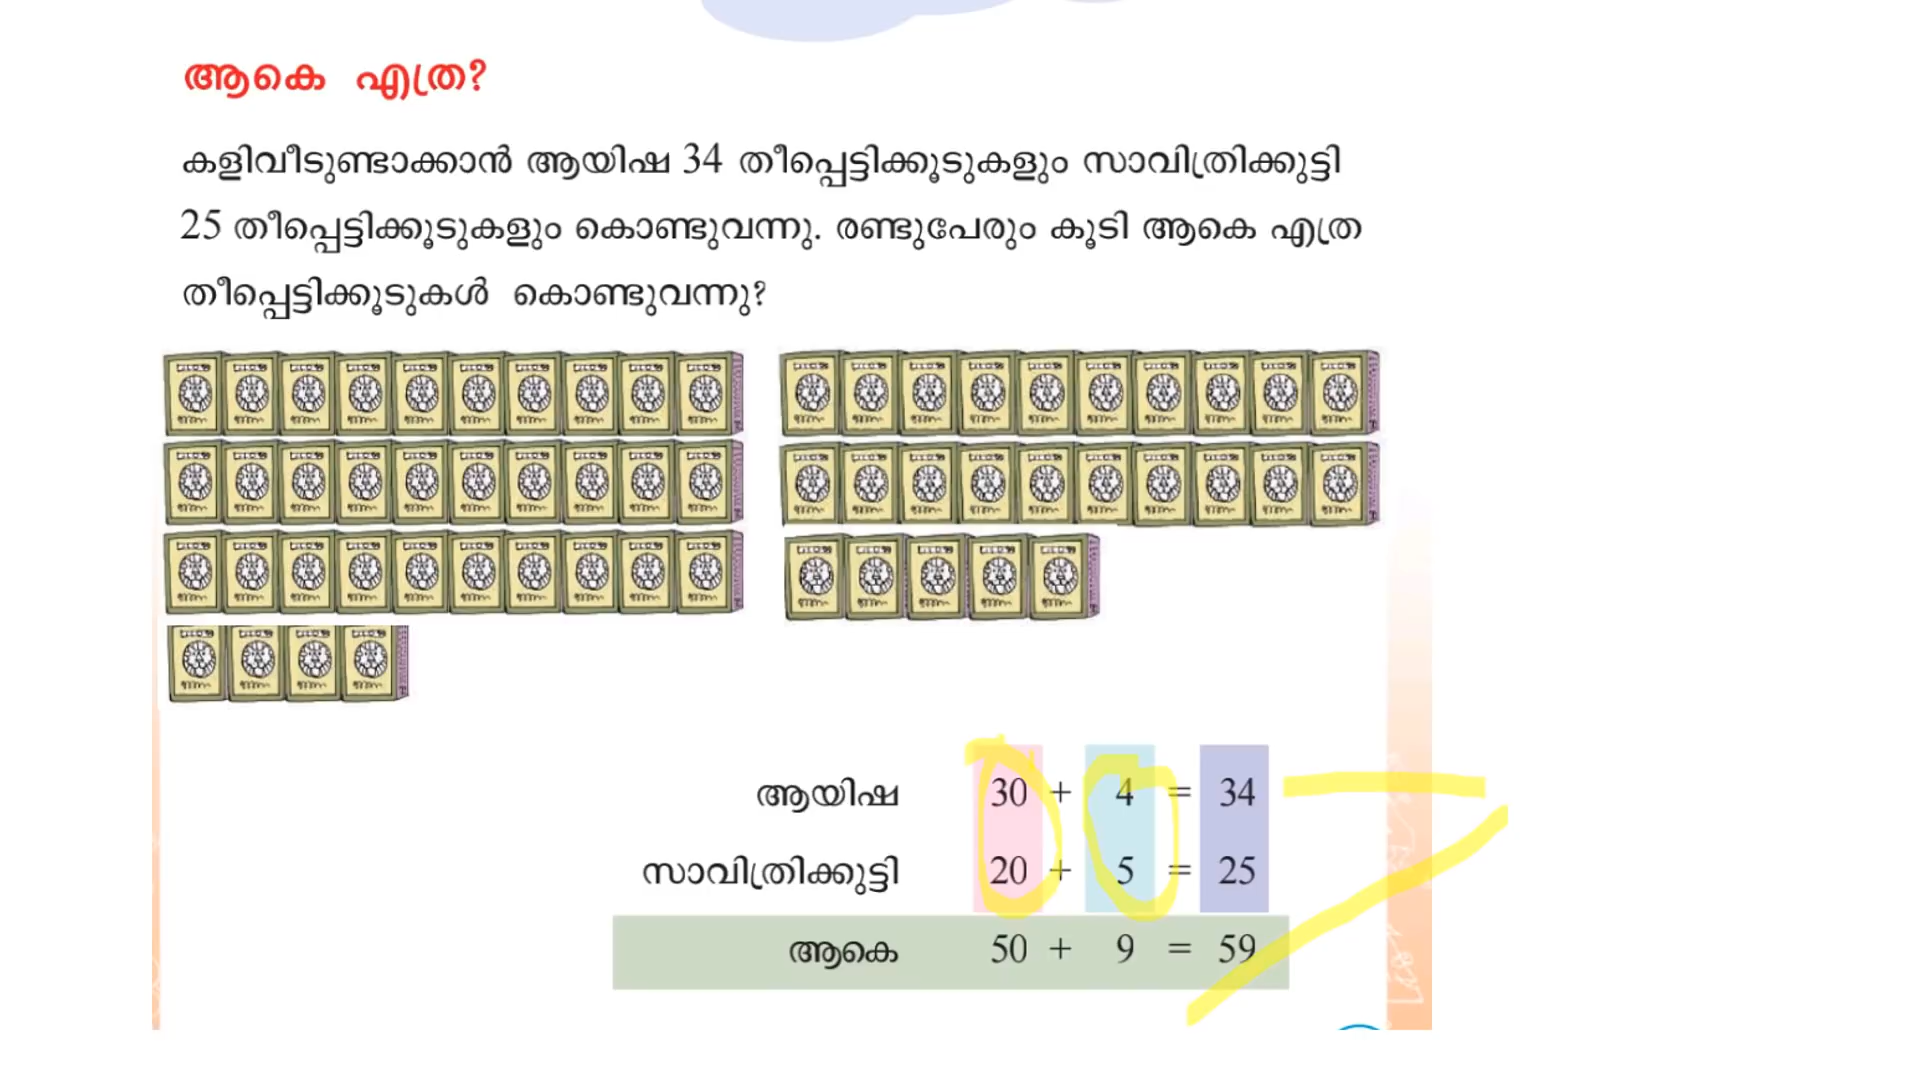 ആകെ എത്ര?
കളിവീടുണ്ടാക്കാൻ ആയിഷ 34 തീപ്പെട്ടിക്കൂടുകളും സാവിത്രിക്കുട്ടി
25 തീപ്പെട്ടിക്കൂടുകളും കൊണ്ടുവന്നു. രണ്ടുപേരും കൂടി ആകെ എത്ര
തീപ്പെട്ടിക്കൂടുകൾ കൊണ്ടുവന്നു?
ആയിഷ 30 + 4 = 34
സാവിത്രിക്കുട്ടി 20 + 5 = 25
ആകെ 50 + 9 = 59